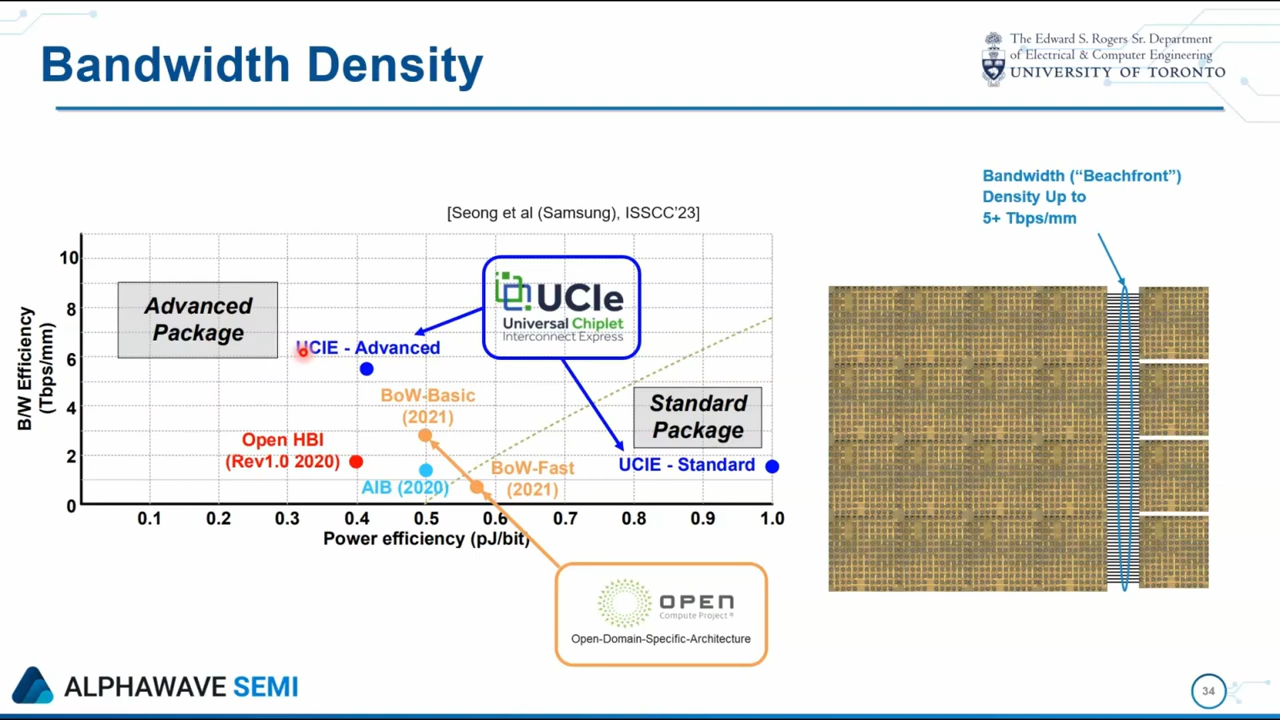 Bandwidth Density
The Edward S. Rogers Sr. Department
of Electrical & Computer Engineering
UNIVERSITY OF TORONTO
[Seong et al (Samsung), ISSCC'23]
B/W Efficiency
(Tbps/mm)
10
8
6
4
2
0
Advanced
Package
UCIE - Advanced
UCIe
Universal Chiplet
Interconnect Express
BoW-Basic
(2021)
Standard
Package
Open HBI
(Rev1.0 2020)
AIB (2020)
BoW-Fast
(2021)
UCIE - Standard
0.1 0.2 0.3 0.4 0.5 0.6 0.7 0.8 0.9 1.0
Power efficiency (pJ/bit)
OPEN
Compute Project®
Open-Domain-Specific-Architecture
Bandwidth (“Beachfront”)
Density Up to
5+ Tbps/mm
ALPHAWAVE SEMI
34